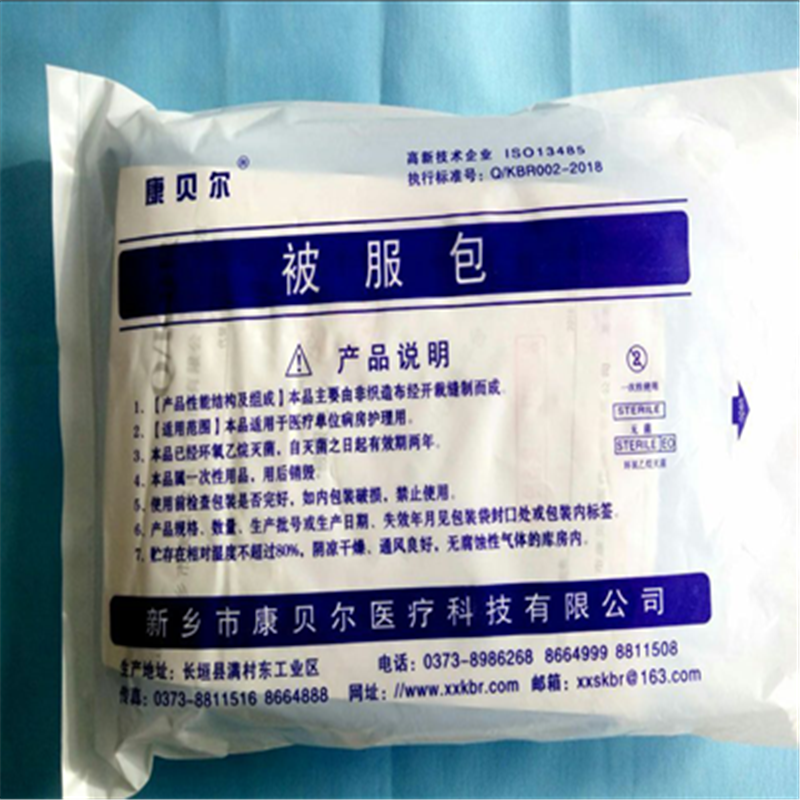 康贝尔®
高新技术企业 ISO13485
执行标准号: Q/KBR002-2018
被服包
产品说明
1、【产品性能结构及组成】本品主要由非织造布经开裁缝制而成.
2、【适用范围】本品适用于医疗单位病房护理用。
3、本品已经环氧乙烷灭菌，自灭菌之日起有效期两年。
4、本品属一次性用品，用后销毁。
5、使用前检查包装是否完好，如内包装破损，禁止使用。
6、产品规格、数量、生产批号或生产日期、失效年月见包装袋封口处或包装内标签。
7、贮存在相对湿度不超过80%，阴凉干燥、通风良好，无腐蚀性气体的库房内。
2
一次性使用
STERILE
无菌
STERILE EO
环氧乙烷灭菌
新乡市康贝尔医疗科技有限公司
生产地址: 长垣县满村东工业区 电话: 0373-8986268 8664999 8811508
传真: 0373-8811516 8664888 网址: //www.xxkbr.com 邮箱: xxskbr@163.com